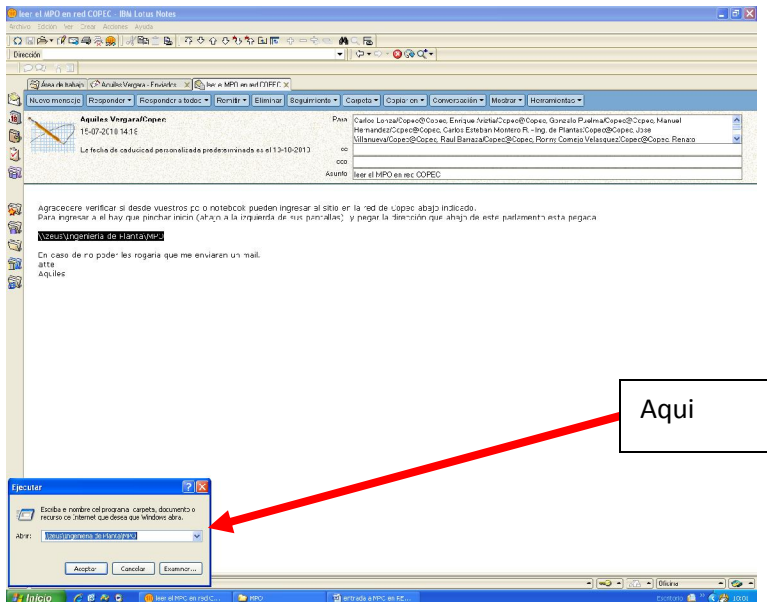 leer el MPO en red COPEC - IBM Lotus Notes
Archivo Edición Ver Crear Acciones Ayuda
Dirección
Área de trabajo Aquiles Vergara - Enviados leer el MPO en red COPEC
Nuevo mensaje Responder Responder a todos Remitir Eliminar Seguimiento Carpeta Copiar en Conversación Mostrar Herramientas
Aquiles Vergara/Copec
15-07-2010 14:18
La fecha de caducidad personalizada predeterminada es el 13-10-2010
Para
Carlos Lonza/Copec@Copec, Enrique Aviztia/Copec@Copec, Gonzalo Puelma/Copec@Copec, Manuel
Hernandez/Copec@Copec, Carlos Esteban Montero R. - Ing. de Plantas/Copec@Copec, Jose
Villanueva/Copec@Copec, Raul Barraza/Copec@Copec, Ronny Cornejo Velasquez/Copec@Copec, Renato
cc
cco
Asunto leer el MPO en red COPEC
Agradecere verificar si desde vuestros pc o notebook pueden ingresar al sitio en la red de Copec abajo indicado.
Para ingresar a el hay que pinchar inicio (abajo a la izquierda de sus pantallas) y pegar la dirección que abajo de este parlamento esta pegada
\\zeus\Ingenieria de Planta\MPO
En caso de no poder les rogaria que me enviaran un mail.
atte
Aquiles
Aqui
Ejecutar
Escriba el nombre del programa, carpeta, documento o
recurso de Internet que desea que Windows abra.
Abrir: \\zeus\Ingenieria de Planta\MPO
Aceptar Cancelar Examinar...
Oficina
Inicio leer el MPO en red C... MPO entrada a MPO en RE... Escritorio 10:01